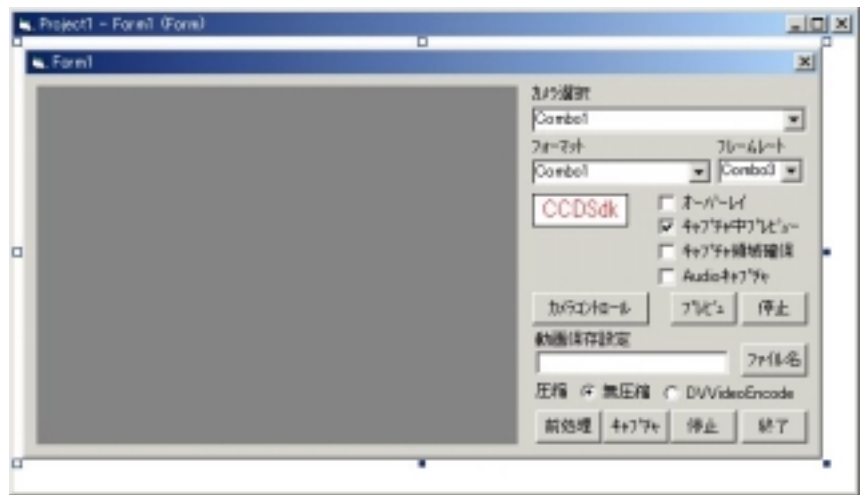 Project1 - Form1 (Form)
Form1
カメラ選択
Combo1
フォーマット
フレームレート
Combo1
Combo3
CCDSdk
オーバーレイ
キャプチャ中プレビュー
キャプチャ領域確保
Audioキャプチャ
カメラコントロール
プレビュ
停止
動画保存設定
ファイル名
圧縮
無圧縮
DVVideoEncode
前処理
キャプチャ
停止
終了